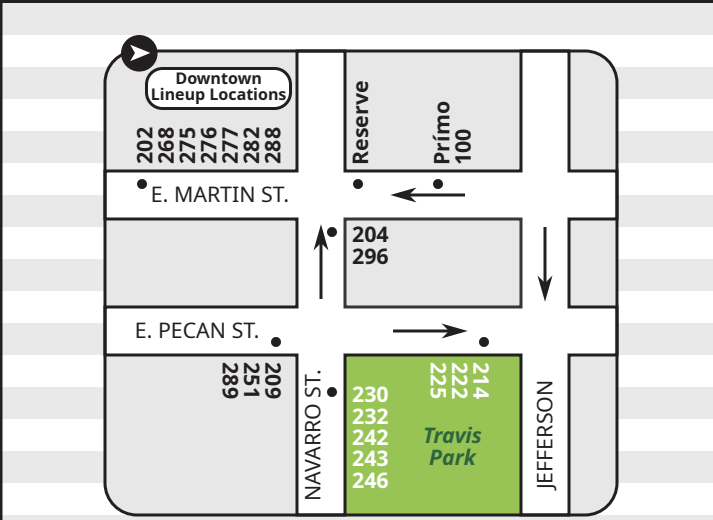 Downtown
Lineup Locations
202
268
275
276
277
282
288
Reserve
Prímo
100
E. MARTIN ST.
204
296
E. PECAN ST.
289
251
209
NAVARRO ST.
230
232
242
243
246
225
222
214
Travis
Park
JEFFERSON